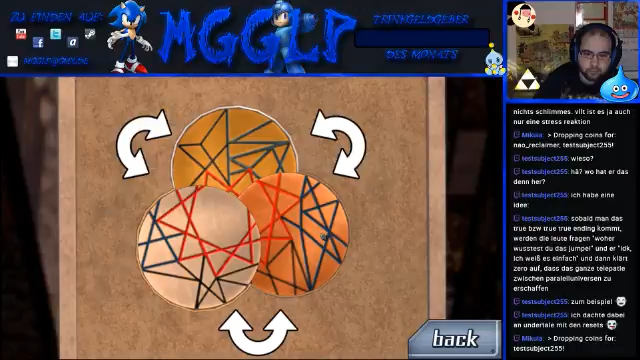 ZU FINDEN AUF:
MGGLP@GMX.DE
MGGLP
TRINKGELDGEBER
DES MONATS
nichts schlimmes. vllt ist es ja auch
nur eine stress reaktion
Mikuia: > Dropping coins for
nao_reclaimer, testsubject255!
testsubject255: wieso?
testsubject255: hä? wo hat er das
denn her?
testsubject255: ich habe eine
idee:
testsubject255: sobald man das
true bzw true true ending kommt,
werden die leute fragen "woher
wusstest du das jumpei" und er "idk,
ich weiß es einfach" und dann klärt
zero auf, dass das ganze telepatie
zwischen paralleluniversen zu
erschaffen
testsubject255: zum beispiel
testsubject255: ich dachte dabei
an undertale mit den resets
Mikuia: > Dropping coins for
testsubject255!
back